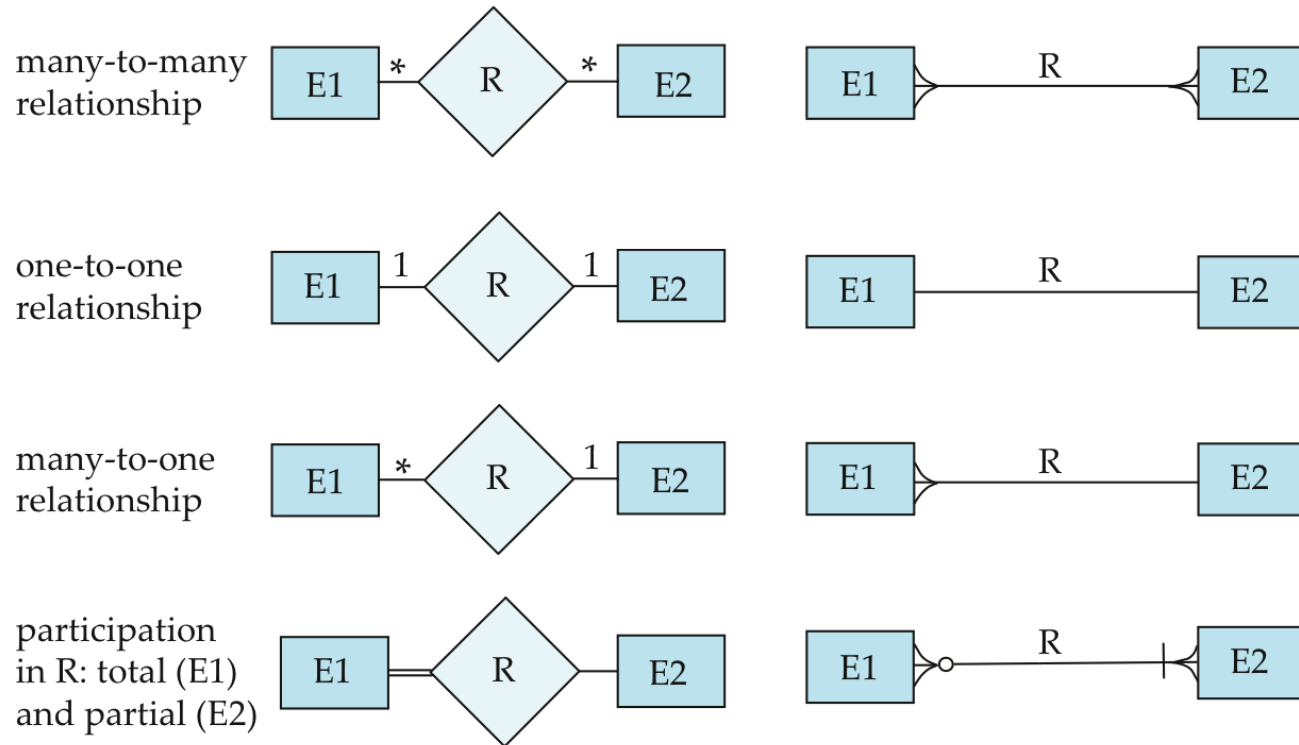 many-to-many
relationship
E1
*
R
*
E2
E1
R
E2
one-to-one
relationship
E1
1
R
1
E2
E1
R
E2
many-to-one
relationship
E1
*
R
1
E2
E1
R
E2
participation
in R: total (E1)
and partial (E2)
E1
R
E2
E1
R
E2